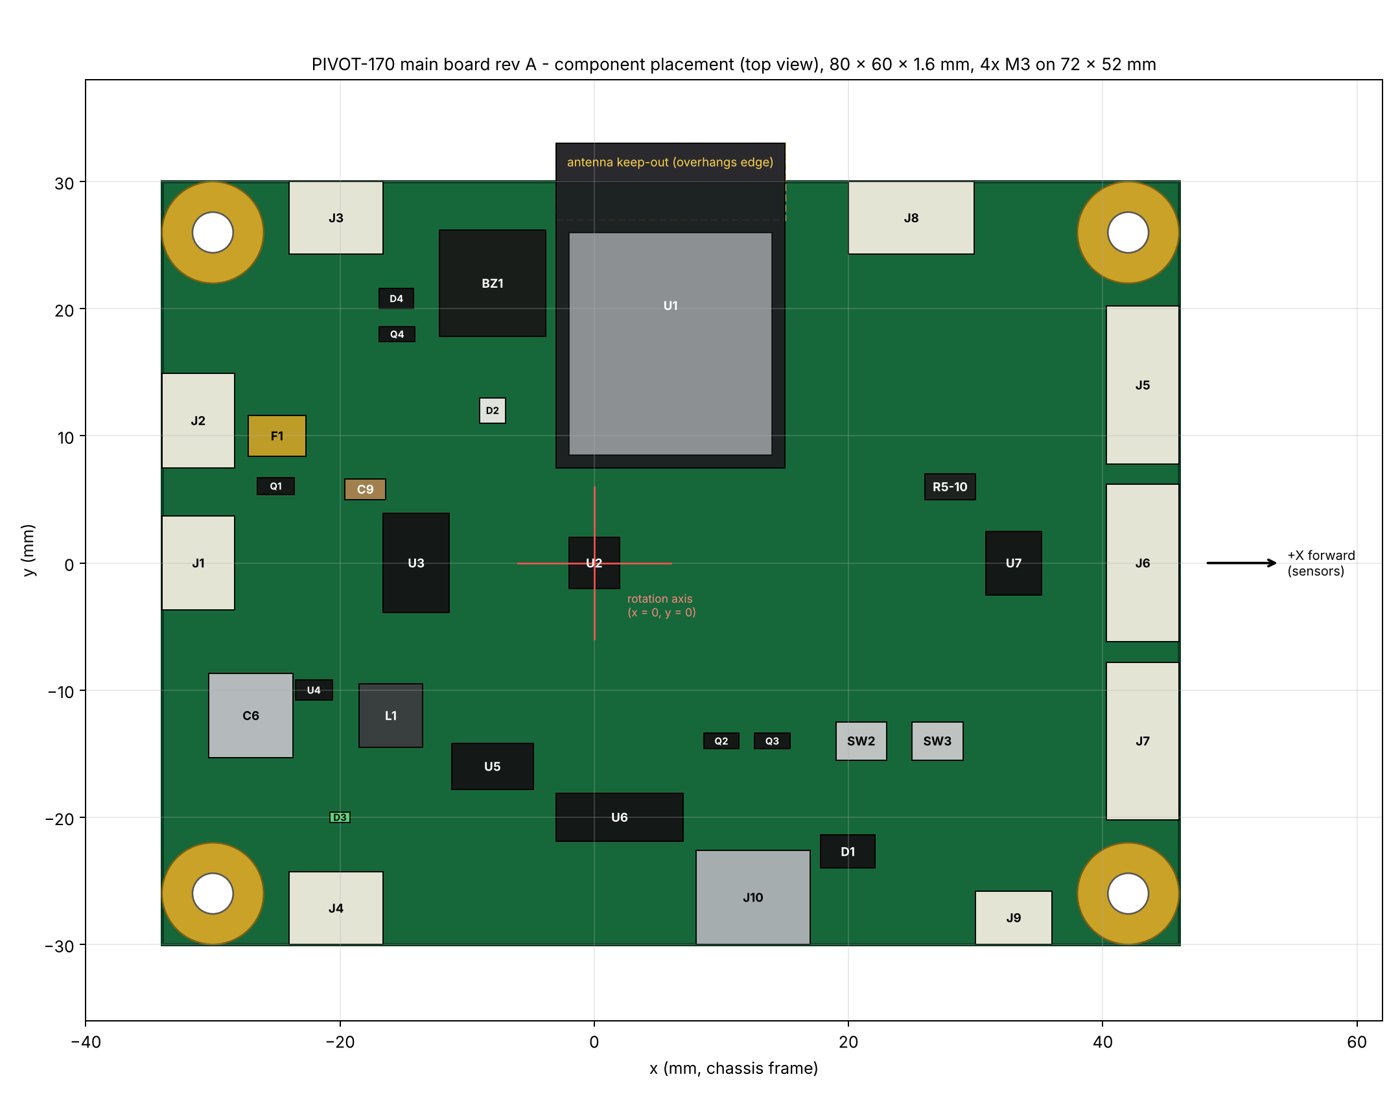 PIVOT-170 main board rev A - component placement (top view), 80 × 60 × 1.6 mm, 4x M3 on 72 × 52 mm
antenna keep-out (overhangs edge)
J3
J8
BZ1
D4
U1
Q4
J5
J2
F1
D2
Q1
C9
R5-10
J1
U3
U2
U7
J6
+X forward
(sensors)
rotation axis
(x = 0, y = 0)
C6
U4
L1
Q2
Q3
SW2
SW3
J7
U5
D3
U6
D1
J10
J4
J9
30
20
10
0
−10
−20
−30
y (mm)
−40
−20
0
20
40
60
x (mm, chassis frame)